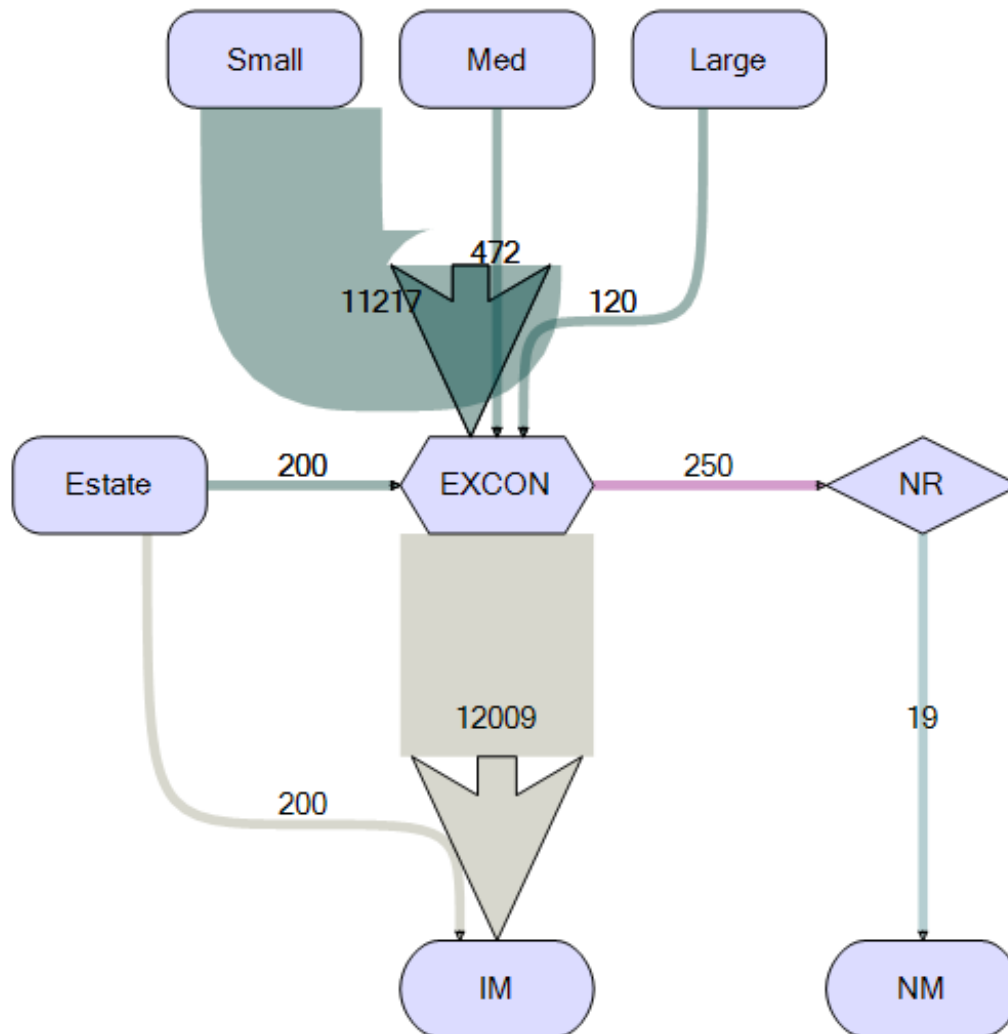 Small
Med
Large
472
11217
120
Estate
200
EXCON
250
NR
12009
19
200
IM
NM